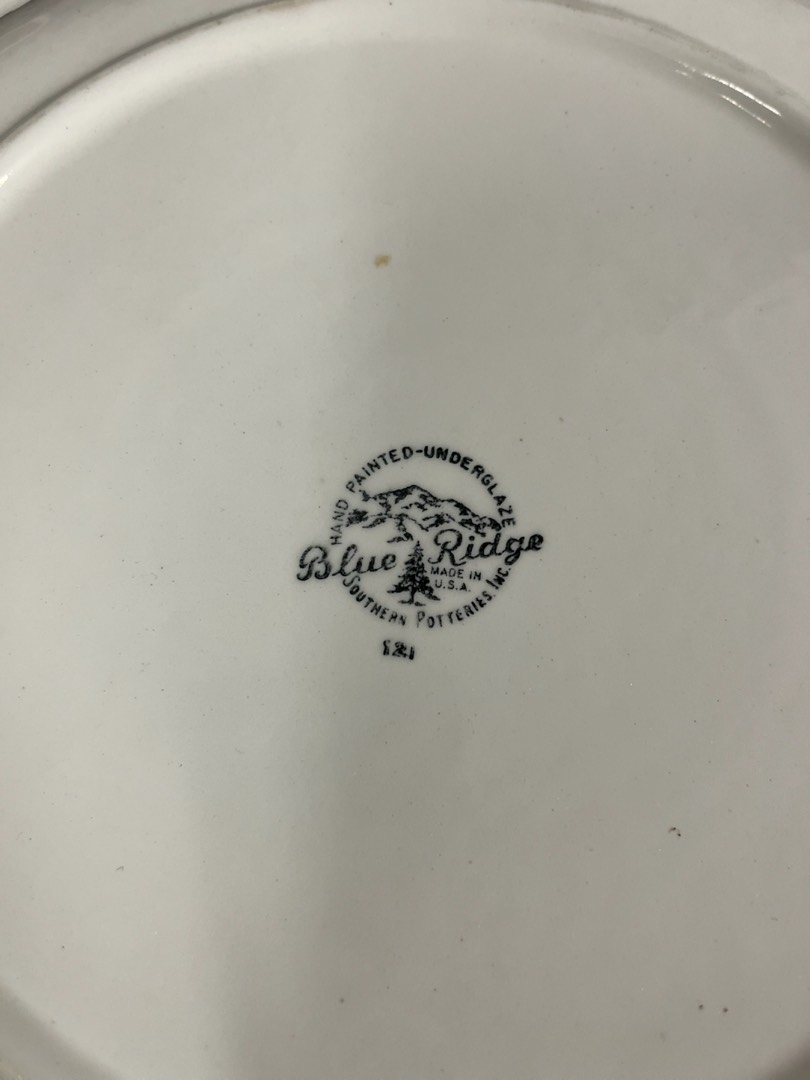 HAND PAINTED-UNDERGLAZE
Blue Ridge
MADE IN
U.S.A.
SOUTHERN POTTERIES, INC.
121